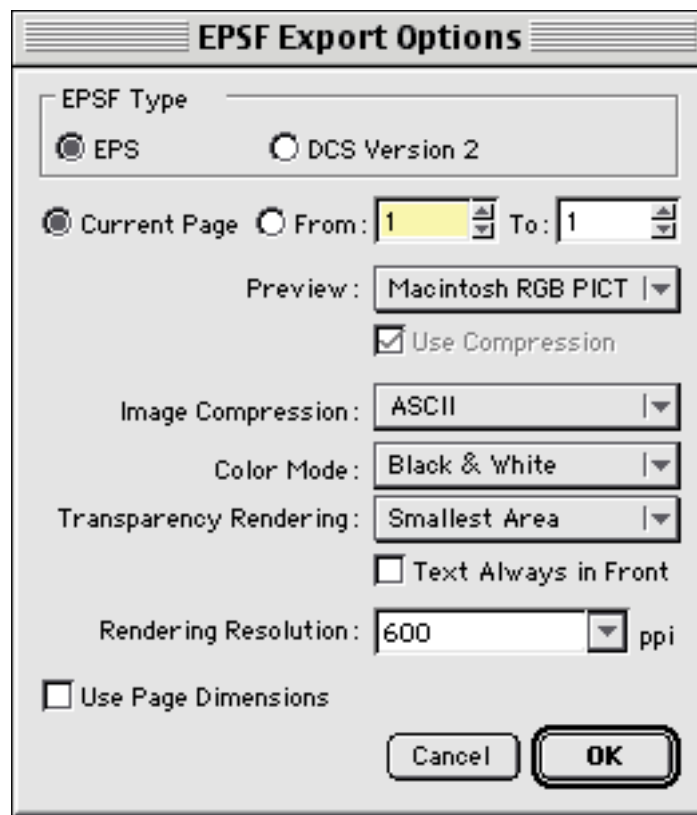 EPSF Export Options
EPSF Type
EPS DCS Version 2
Current Page From: 1 To: 1
Preview: Macintosh RGB PICT
Use Compression
Image Compression: ASCII
Color Mode: Black & White
Transparency Rendering: Smallest Area
Text Always in Front
Rendering Resolution: 600 ppi
Use Page Dimensions
Cancel OK